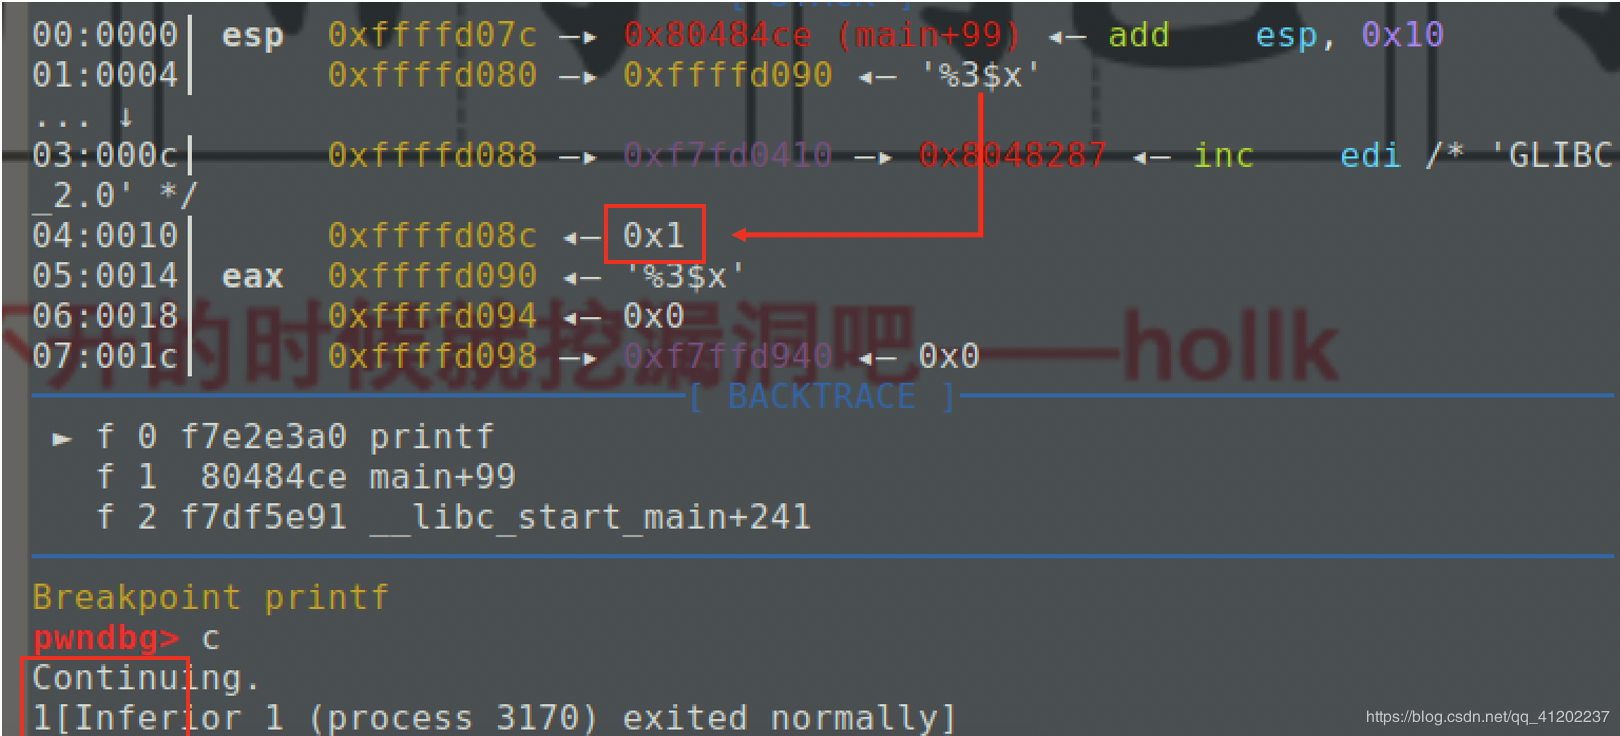 [ STACK ]
00:0000│ esp 0xffffd07c —▸ 0x80484ce (main+99) ◂— add esp, 0x10
01:0004│ 0xffffd080 —▸ 0xffffd090 ◂— '%3$x'
... ↓
03:000c│ 0xffffd088 —▸ 0xf7fd0410 —▸ 0x8048287 ◂— inc edi /* 'GLIBC
_2.0' */
04:0010│ 0xffffd08c ◂— 0x1
05:0014│ eax 0xffffd090 ◂— '%3$x'
06:0018│ 0xffffd094 ◂— 0x0
07:001c│ 0xffffd098 —▸ 0xf7ffd940 ◂— 0x0
开的时候就挖漏洞吧 ——hollk
[ BACKTRACE ]
► f 0 f7e2e3a0 printf
f 1 80484ce main+99
f 2 f7df5e91 __libc_start_main+241
Breakpoint printf
pwndbg> c
Continuing.
1[Inferior 1 (process 3170) exited normally]
https://blog.csdn.net/qq_41202237